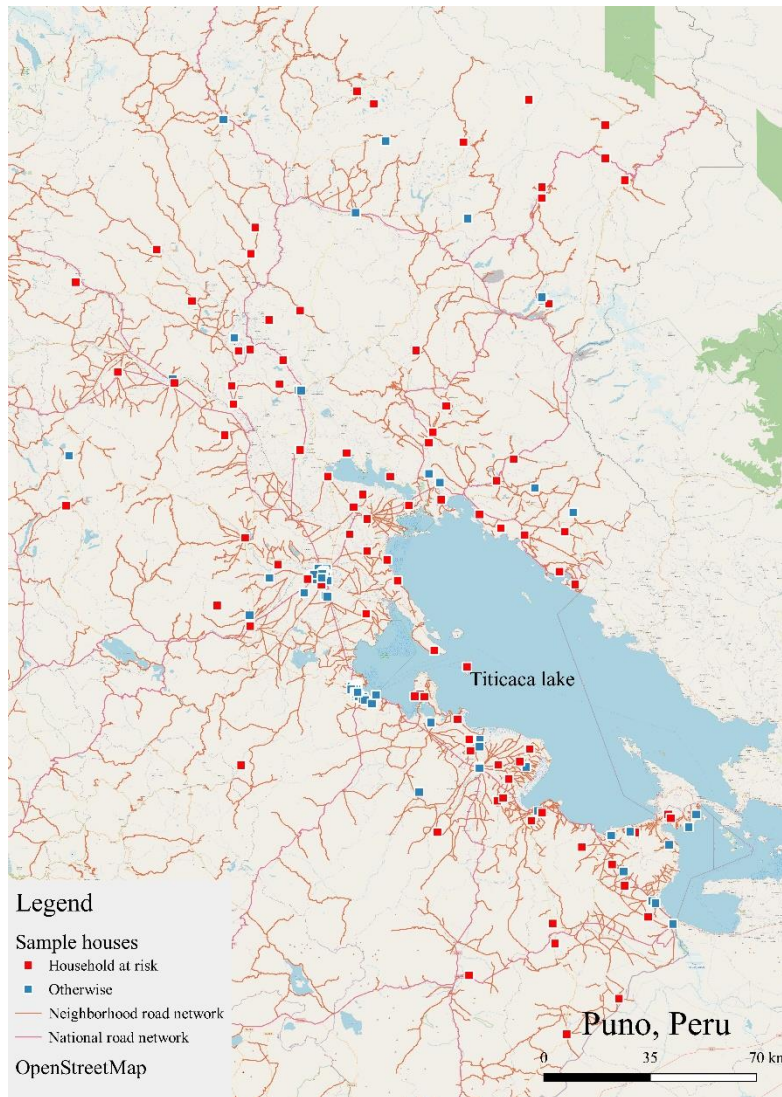 Titicaca lake
Legend
Sample houses
Household at risk
Otherwise
Neighborhood road network
National road network
OpenStreetMap
Puno, Peru
0 35 70 km